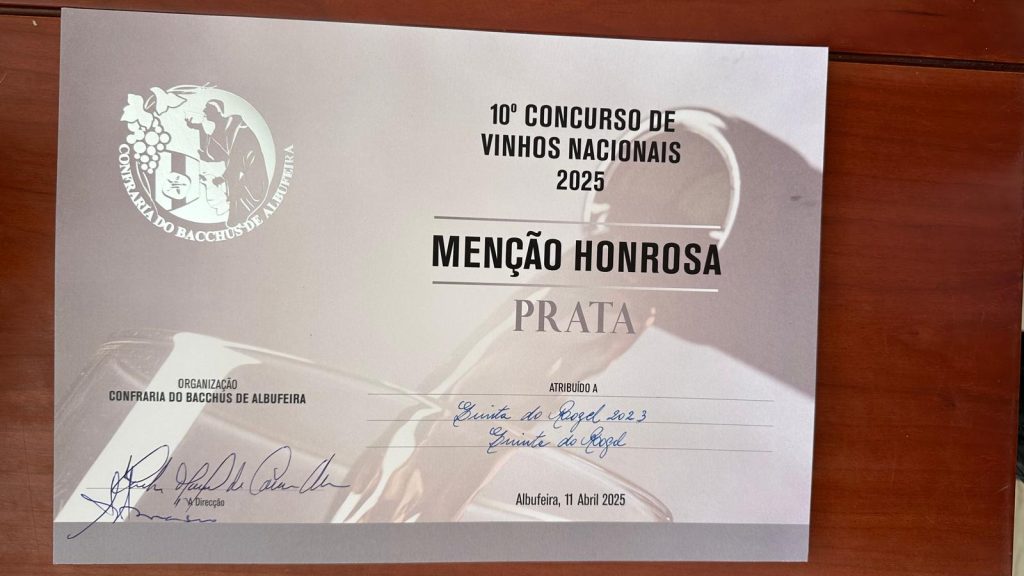 CONFRARIA DO BACCHUS DE ALBUFEIRA
10º CONCURSO DE
VINHOS NACIONAIS
2025
MENÇÃO HONROSA
PRATA
ORGANIZAÇÃO
CONFRARIA DO BACCHUS DE ALBUFEIRA
ATRIBUÍDO A
Quinta do Rogel 2023
Quinta do Rogel
A Direcção
Albufeira, 11 Abril 2025